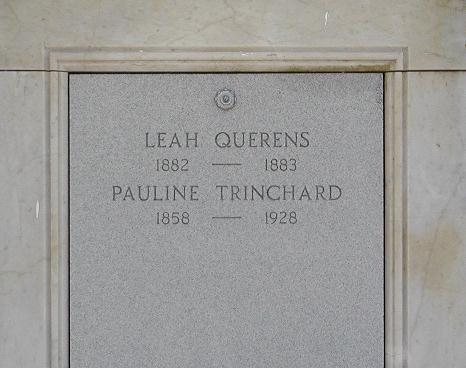 LEAH QUERENS
1882 — 1883
PAULINE TRINCHARD
1858 — 1928